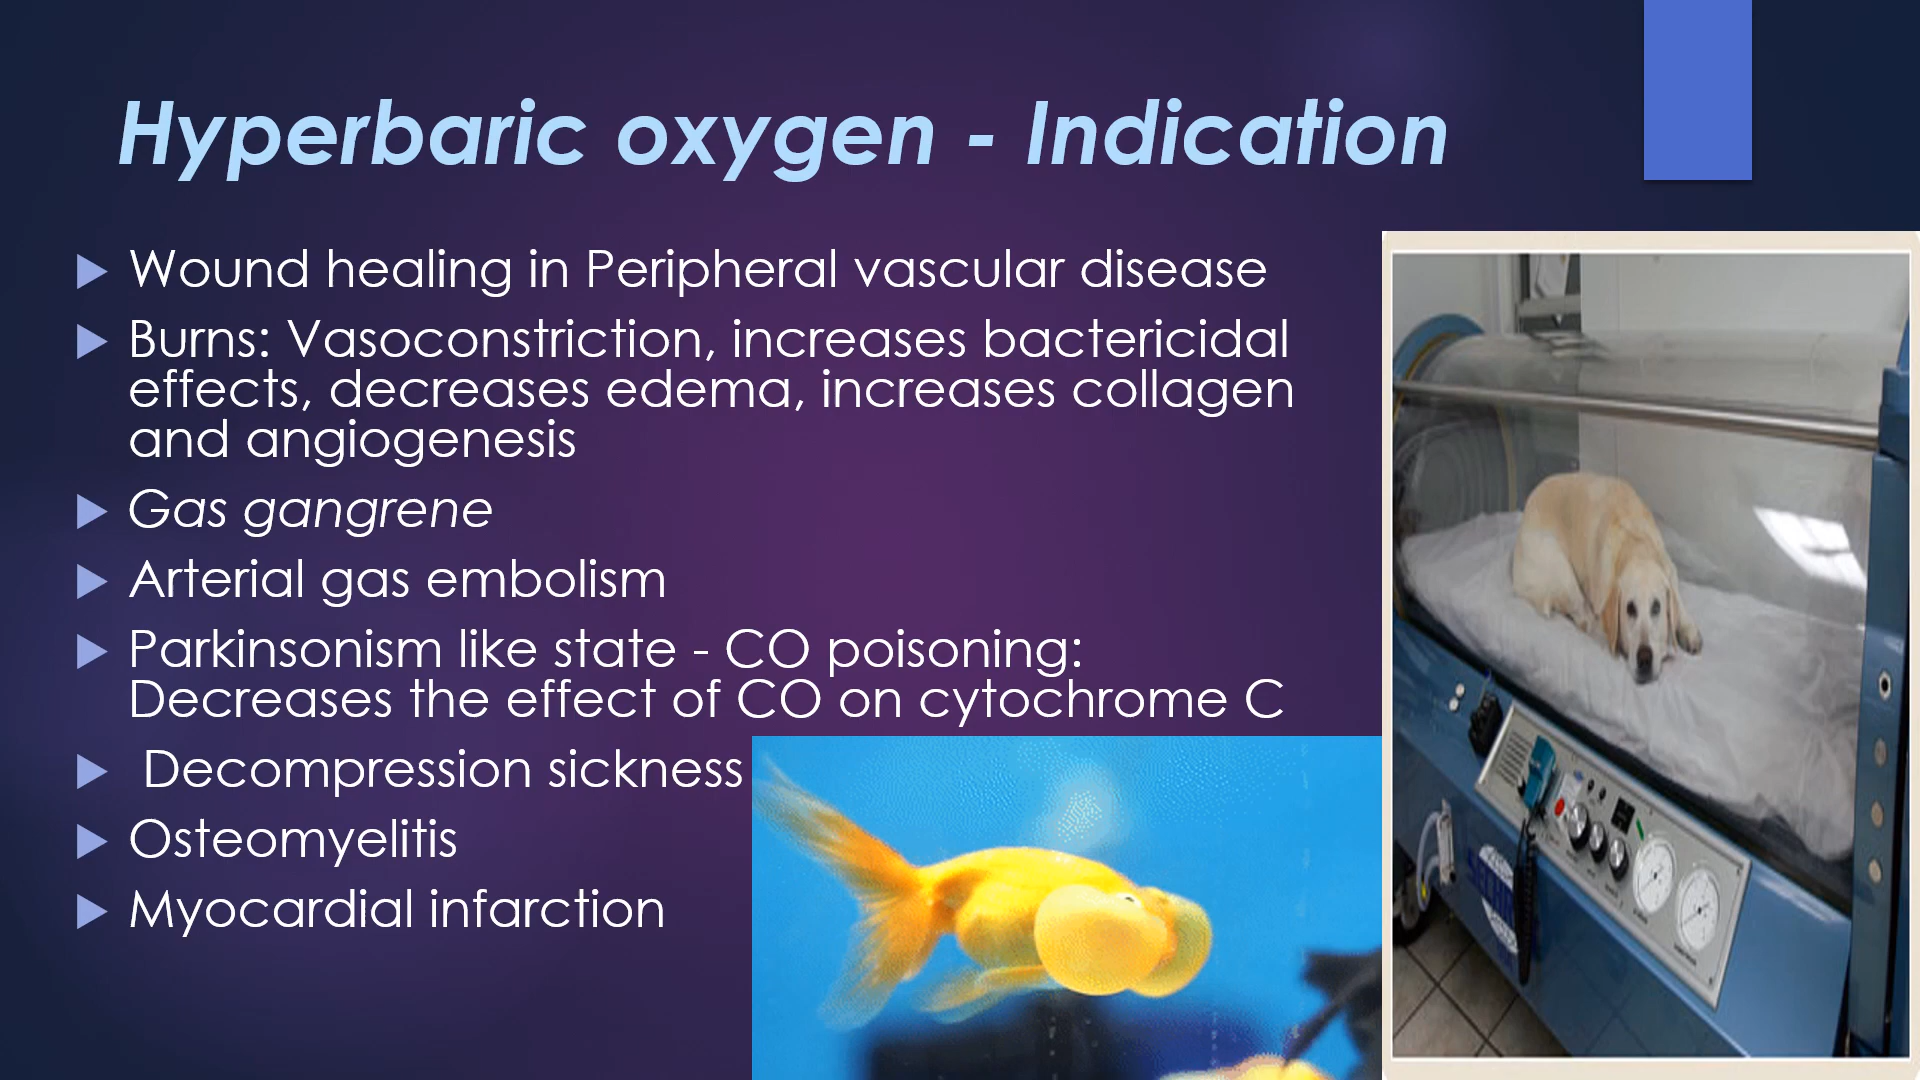 Hyperbaric oxygen - Indication
Wound healing in Peripheral vascular disease
Burns: Vasoconstriction, increases bactericidal
effects, decreases edema, increases collagen
and angiogenesis
Gas gangrene
Arterial gas embolism
Parkinsonism like state - CO poisoning:
Decreases the effect of CO on cytochrome C
Decompression sickness
Osteomyelitis
Myocardial infarction